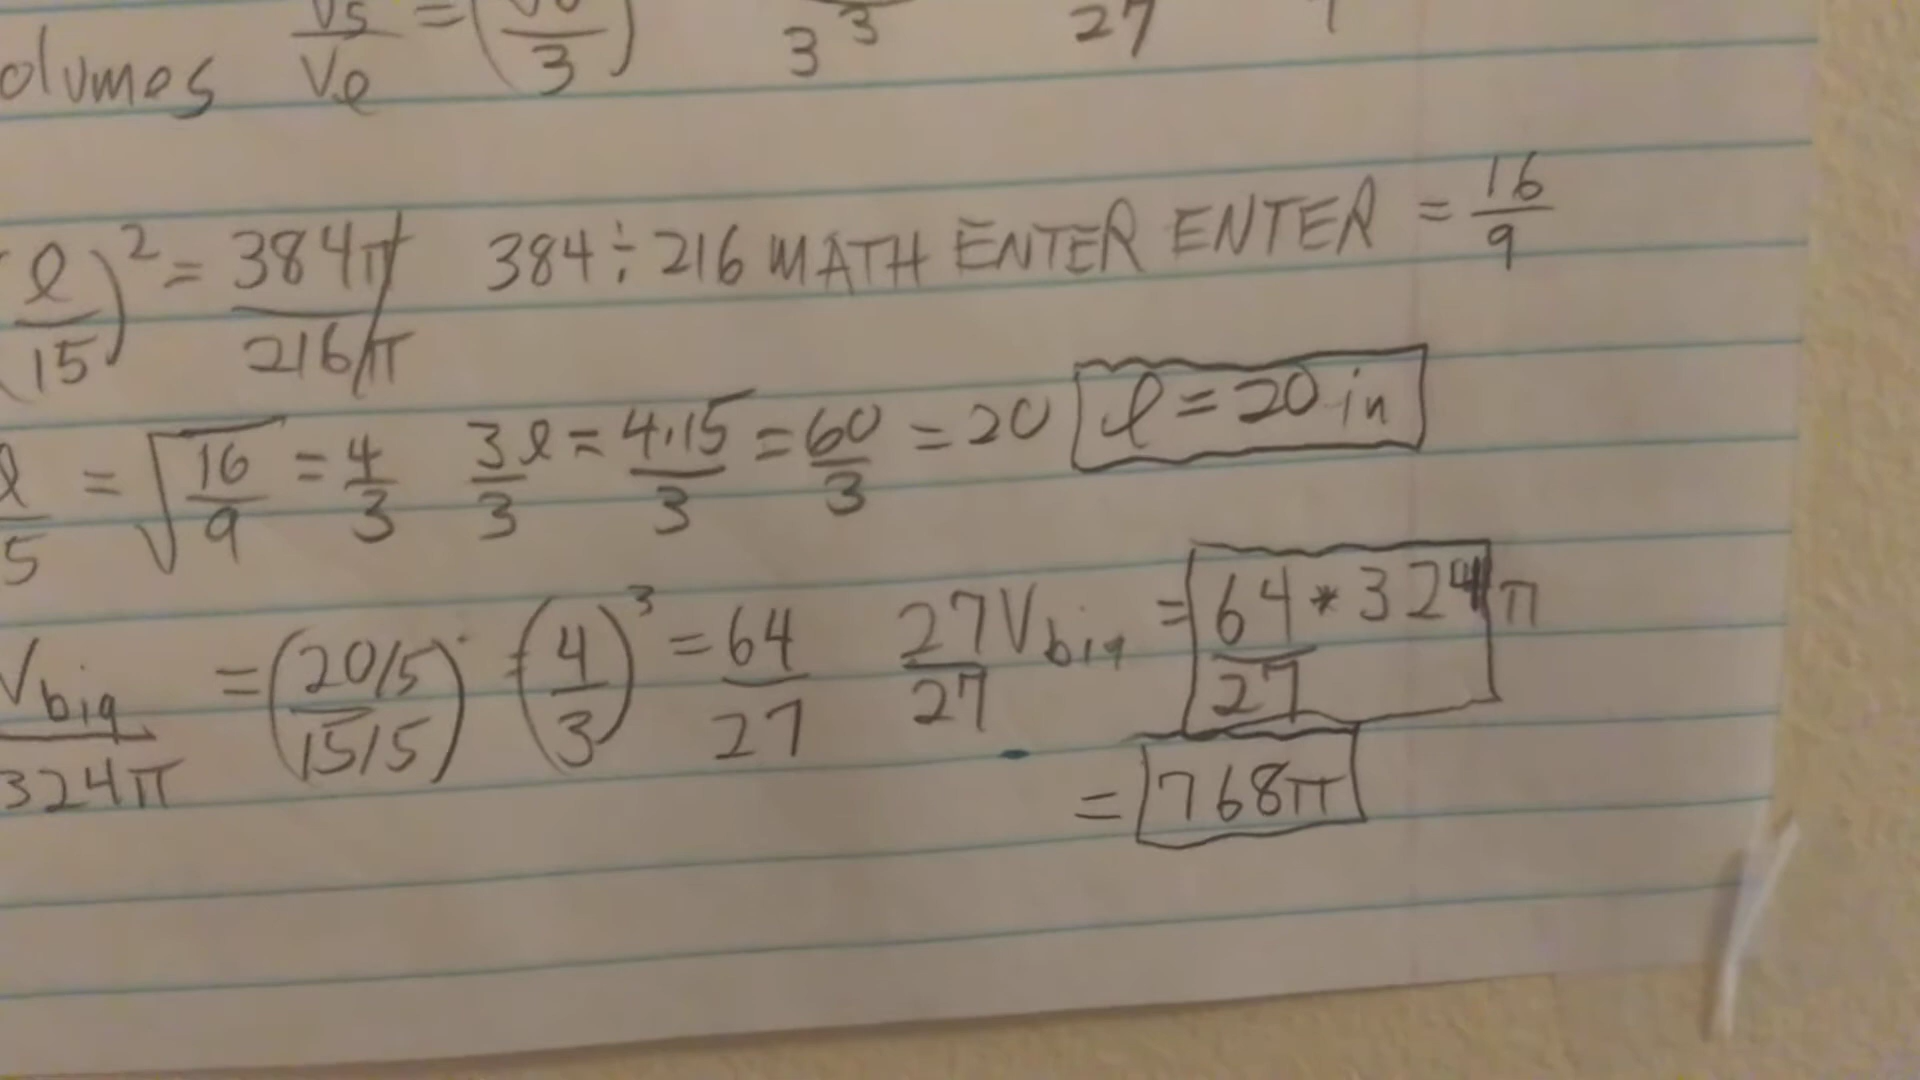 olumes Vs/Ve = ( /3) 3^3 27
(l/15)^2 = 384π/216π 384 ÷ 216 MATH ENTER ENTER = 16/9
l/5 = √(16/9) = 4/3 3l/3 = 4·15/3 = 60/3 = 20 l = 20 in
Vbig/324π = (20/5 / 15/5) = (4/3)^3 = 64/27 27Vbig/27 = 64*324π/27
= 768π